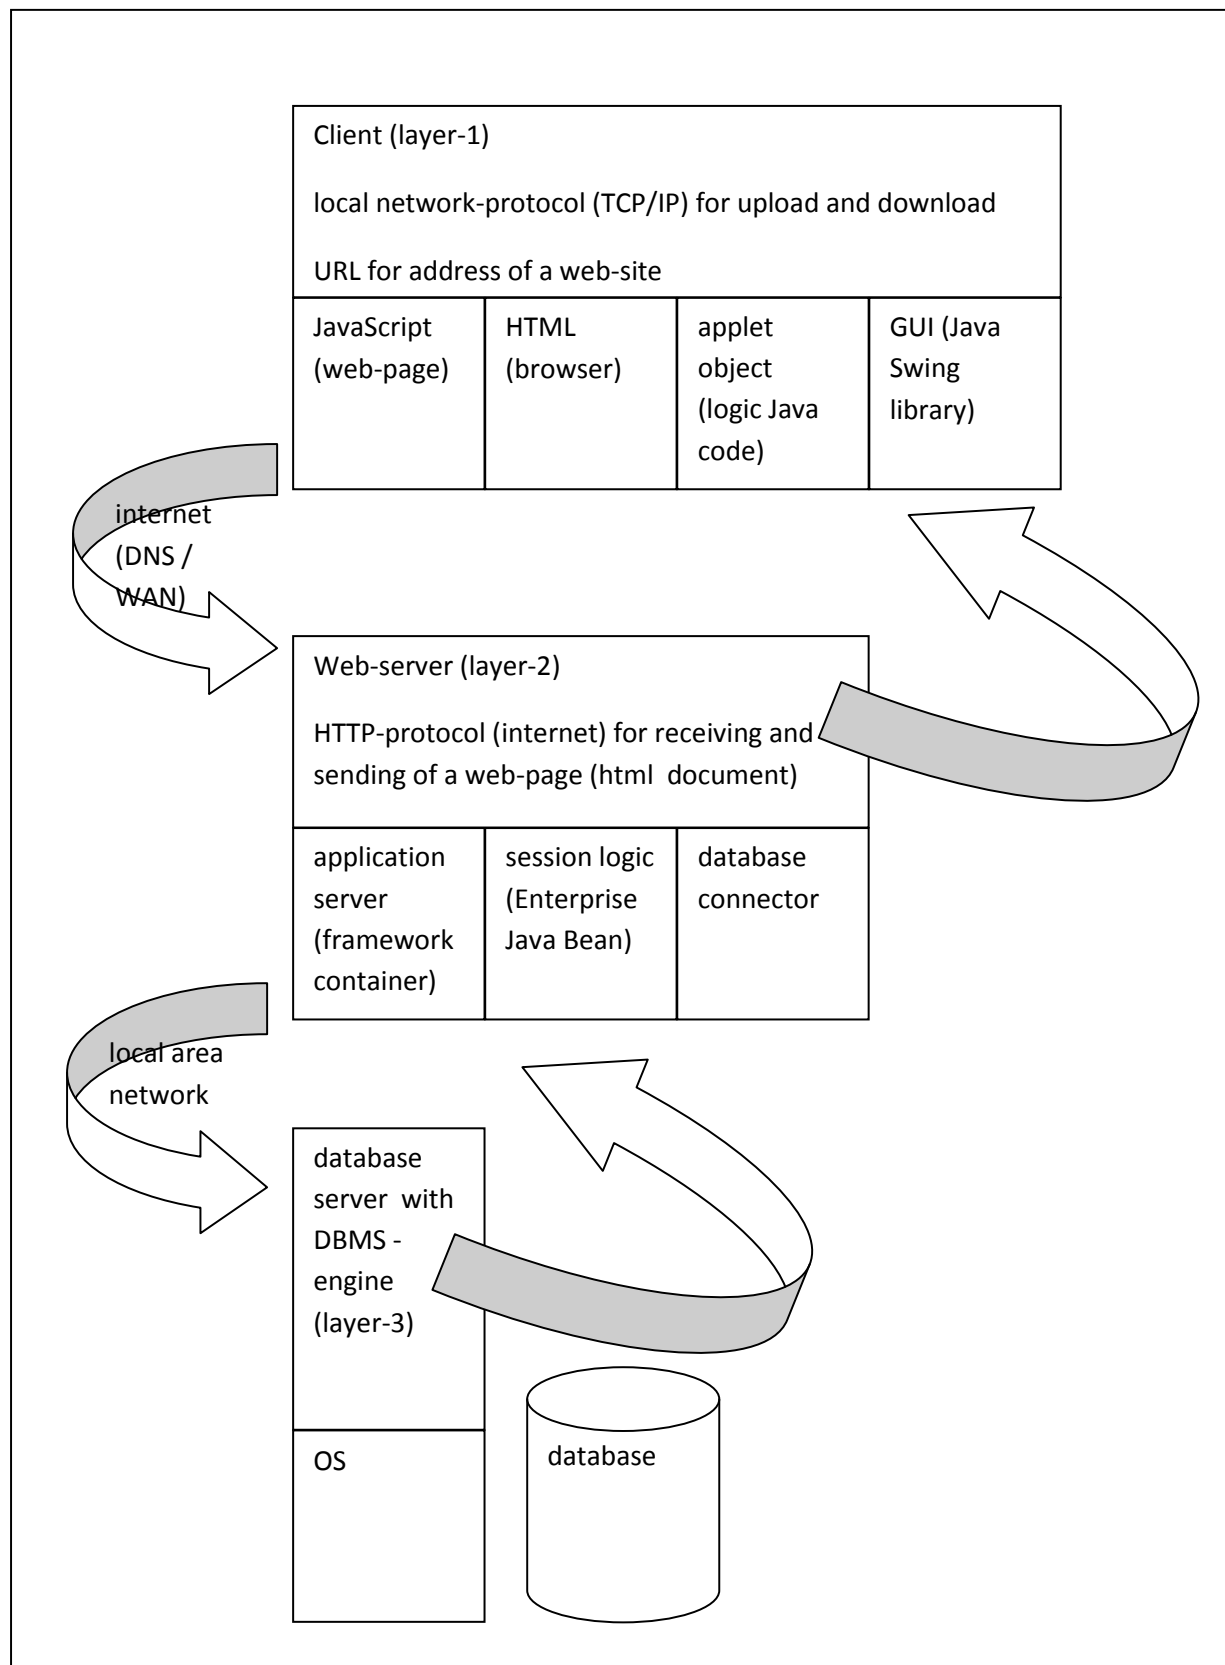 Client (layer-1)
local network-protocol (TCP/IP) for upload and download
URL for address of a web-site
JavaScript
(web-page)
HTML
(browser)
applet
object
(logic Java
code)
GUI (Java
Swing
library)
internet
(DNS /
WAN)
Web-server (layer-2)
HTTP-protocol (internet) for receiving and
sending of a web-page (html  document)
application
server
(framework
container)
session logic
(Enterprise
Java Bean)
database
connector
local area
network
database
server  with
DBMS -
engine
(layer-3)
OS
database